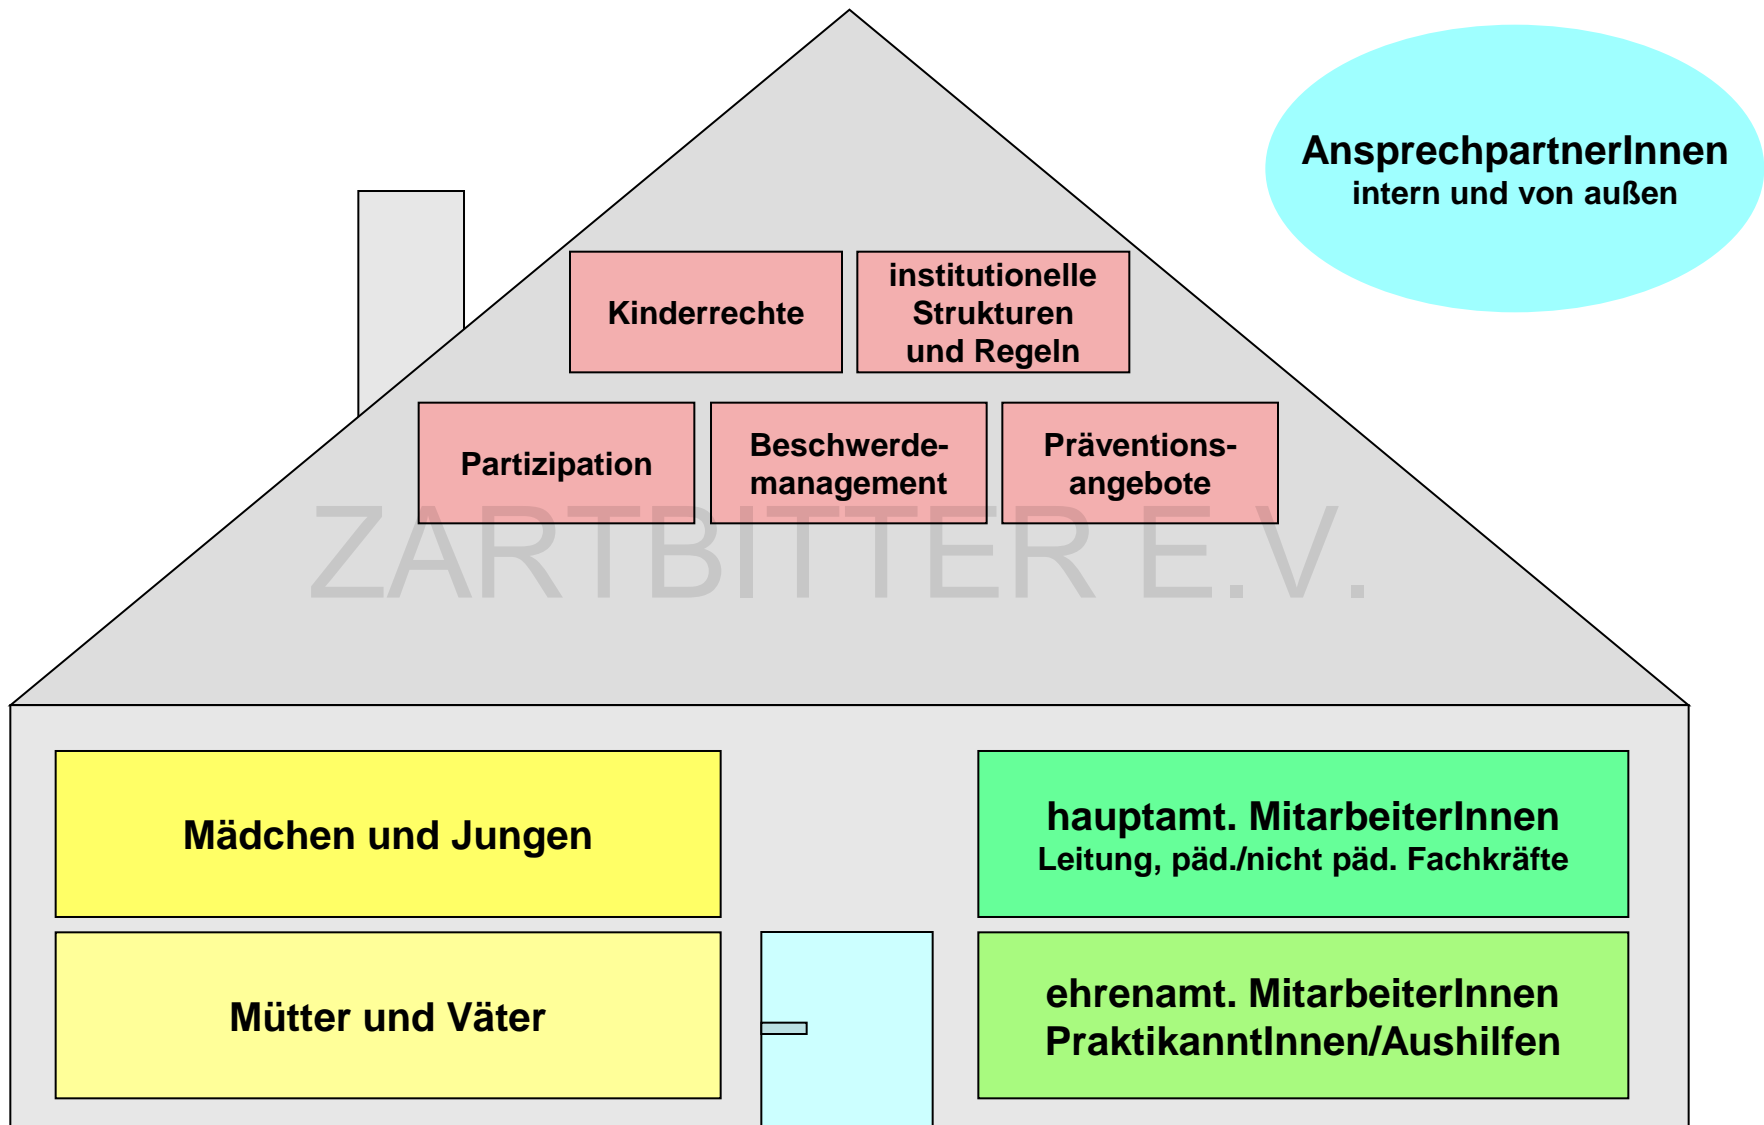 AnsprechpartnerInnen
intern und von außen
Kinderrechte
institutionelle
Strukturen
und Regeln
Partizipation
Beschwerde-
management
Präventions-
angebote
ZARTBITTER E.V.
Mädchen und Jungen
hauptamt. MitarbeiterInnen
Leitung, päd./nicht päd. Fachkräfte
Mütter und Väter
ehrenamt. MitarbeiterInnen
PraktikanntInnen/Aushilfen